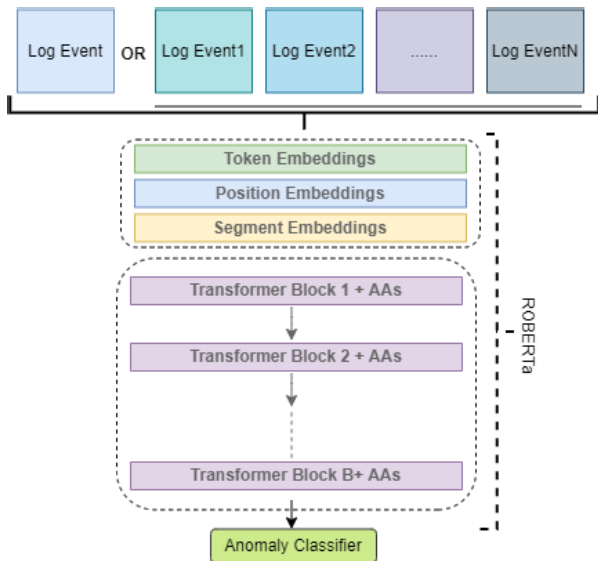 Log Event OR Log Event1 Log Event2 ...... Log EventN
Token Embeddings
Position Embeddings
Segment Embeddings
Transformer Block 1 + AAs
Transformer Block 2 + AAs
ROBERTa
Transformer Block B+ AAs
Anomaly Classifier